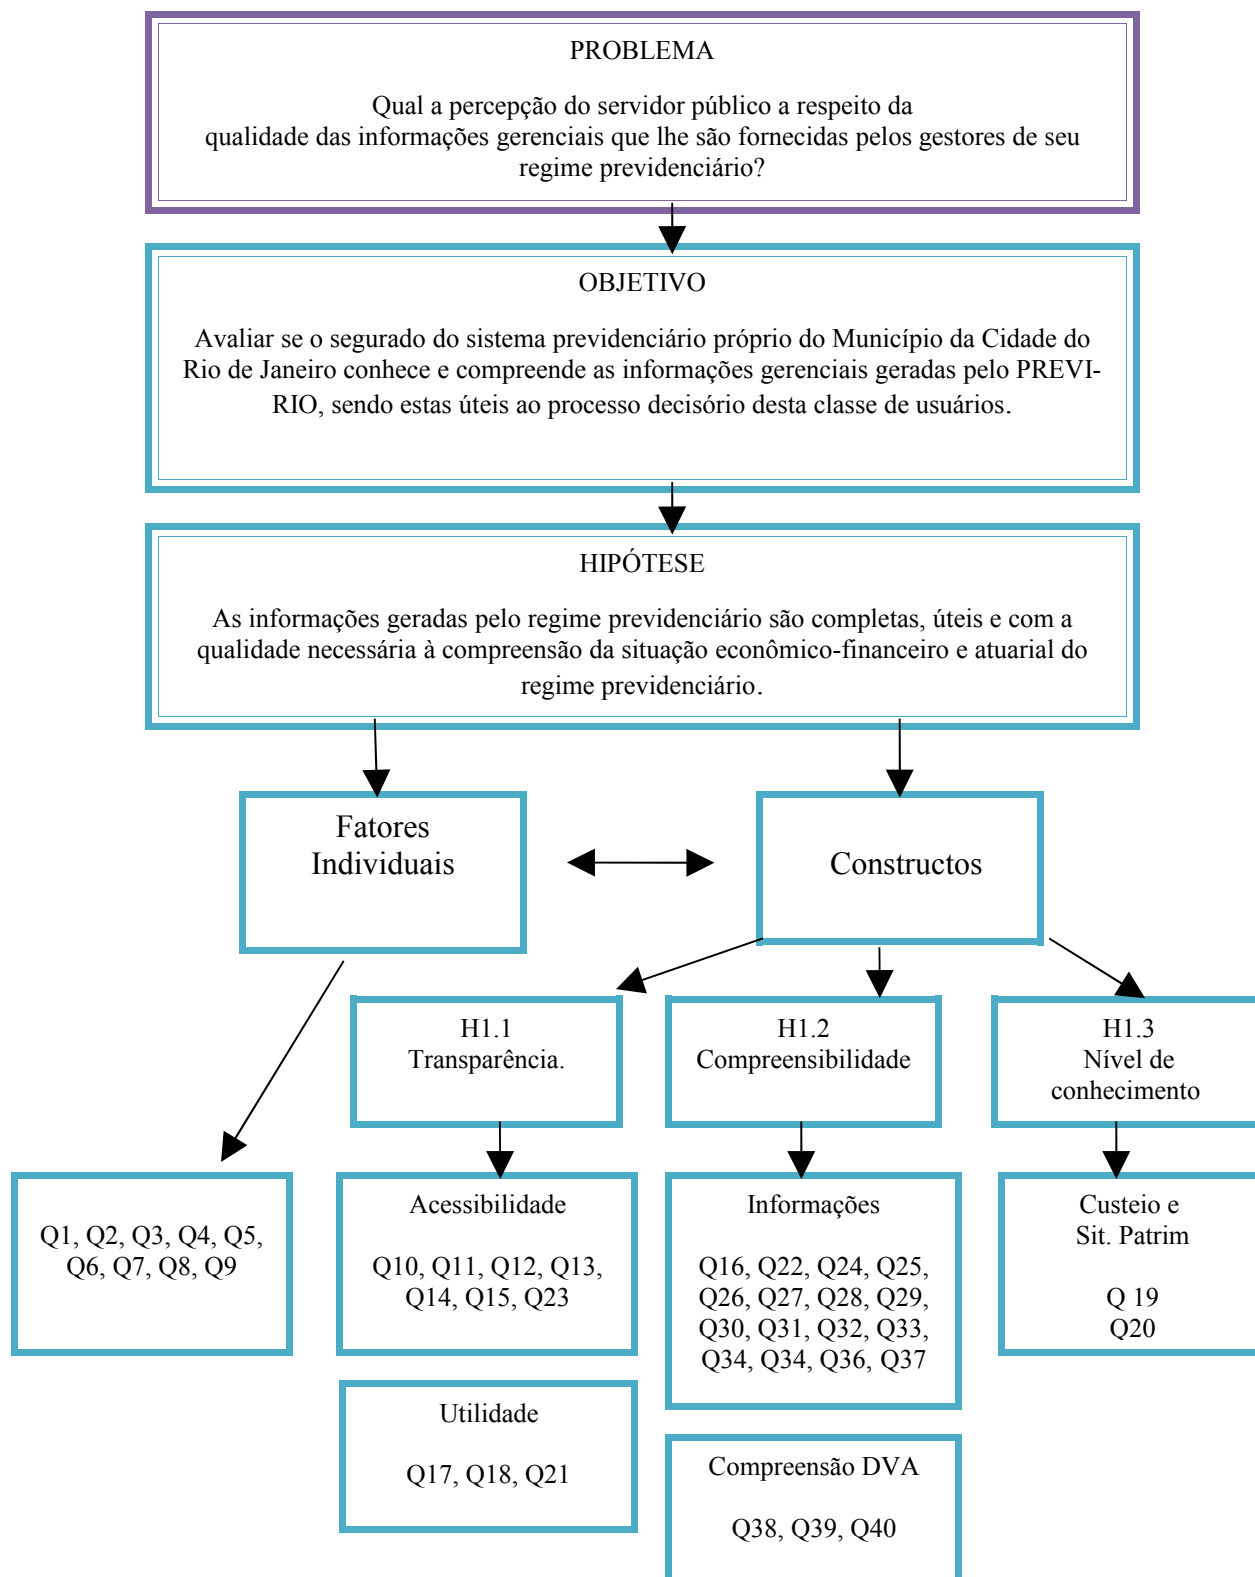 PROBLEMA
Qual a percepção do servidor público a respeito da
qualidade das informações gerenciais que lhe são fornecidas pelos gestores de seu
regime previdenciário?
OBJETIVO
Avaliar se o segurado do sistema previdenciário próprio do Município da Cidade do
Rio de Janeiro conhece e compreende as informações gerenciais geradas pelo PREVI-
RIO, sendo estas úteis ao processo decisório desta classe de usuários.
HIPÓTESE
As informações geradas pelo regime previdenciário são completas, úteis e com a
qualidade necessária à compreensão da situação econômico-financeiro e atuarial do
regime previdenciário.
Fatores
Individuais
Constructos
H1.1
Transparência.
H1.2
Compreensibilidade
H1.3
Nível de
conhecimento
Q1, Q2, Q3, Q4, Q5,
Q6, Q7, Q8, Q9
Acessibilidade
Q10, Q11, Q12, Q13,
Q14, Q15, Q23
Informações
Q16, Q22, Q24, Q25,
Q26, Q27, Q28, Q29,
Q30, Q31, Q32, Q33,
Q34, Q34, Q36, Q37
Custeio e
Sit. Patrim
Q 19
Q20
Utilidade
Q17, Q18, Q21
Compreensão DVA
Q38, Q39, Q40